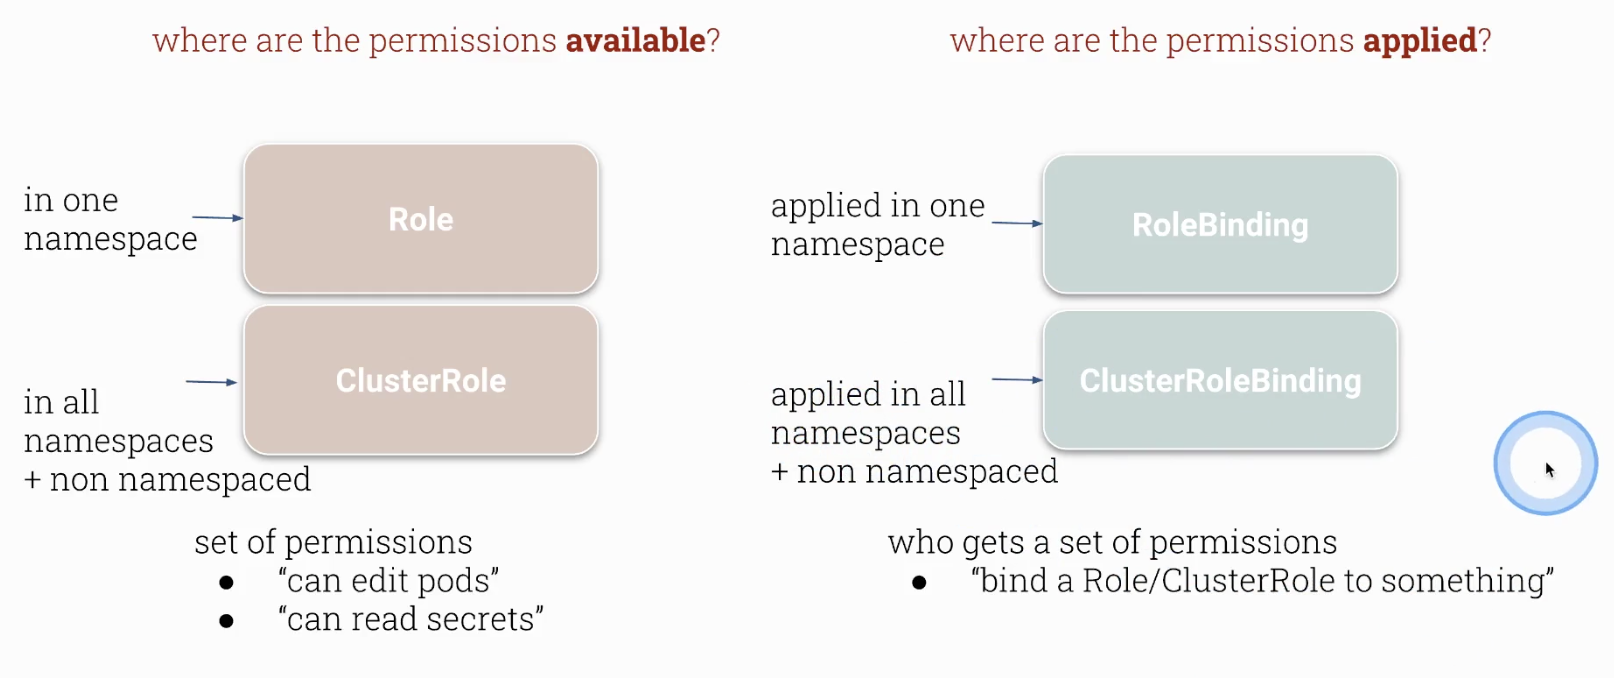 where are the permissions available?
in one
namespace
Role
ClusterRole
in all
namespaces
+ non namespaced
set of permissions
● “can edit pods”
● “can read secrets”
where are the permissions applied?
applied in one
namespace
RoleBinding
ClusterRoleBinding
applied in all
namespaces
+ non namespaced
who gets a set of permissions
● “bind a Role/ClusterRole to something”